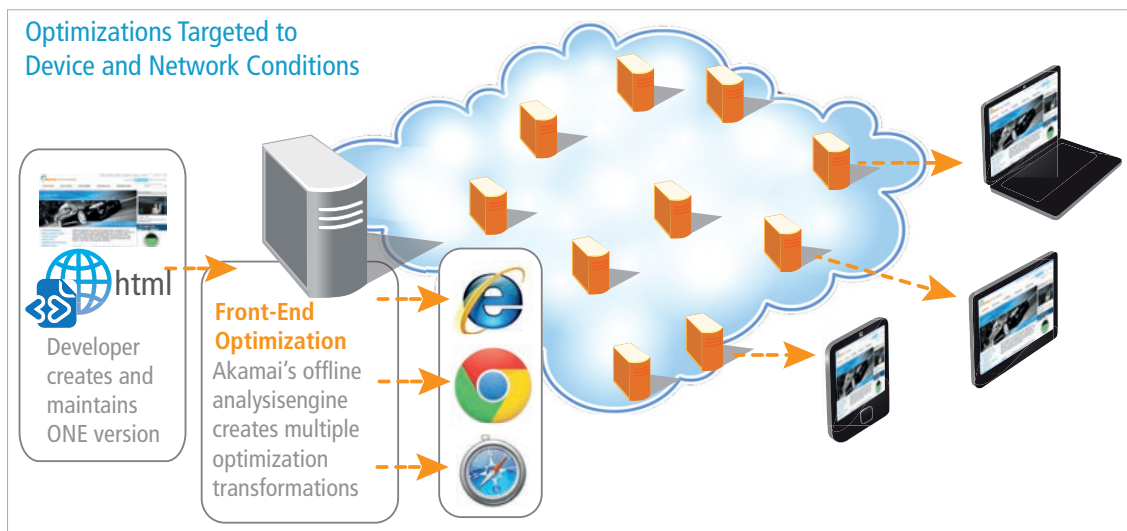 Optimizations Targeted to
Device and Network Conditions
html
Developer
creates and
maintains
ONE version
Front-End
Optimization
Akamai's offline
analysisengine
creates multiple
optimization
transformations